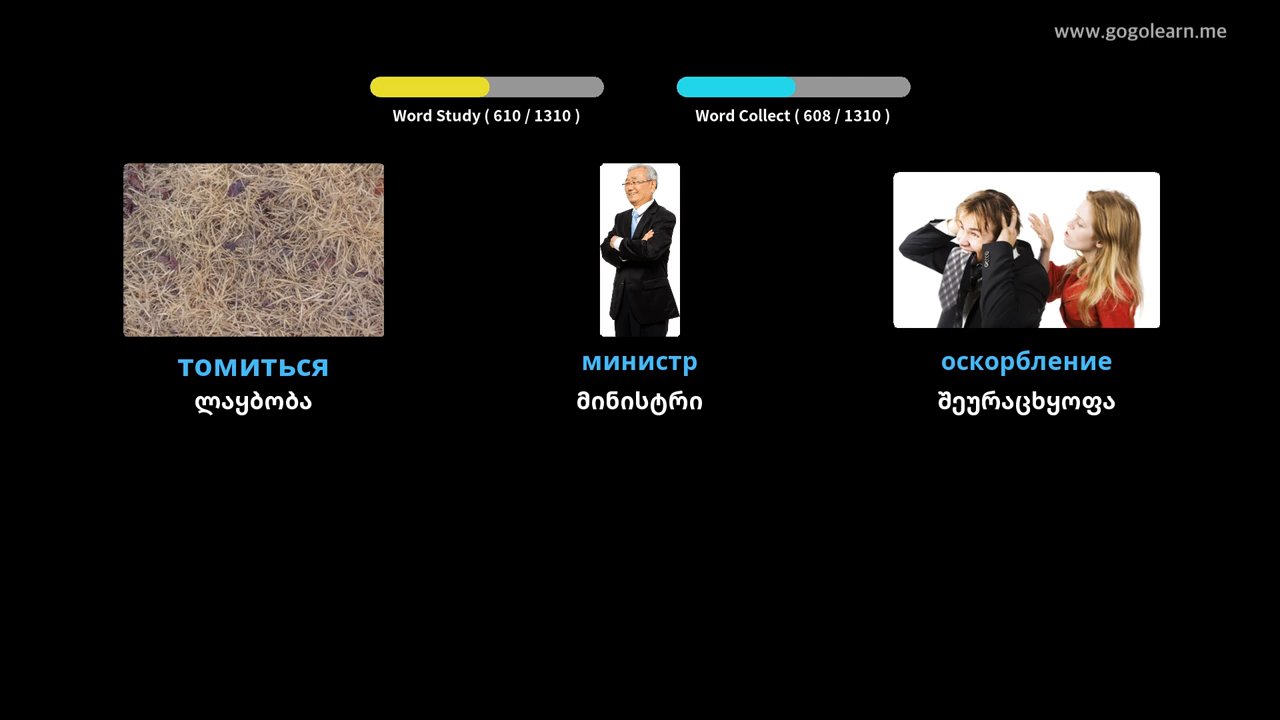 www.gogolearn.me
Word Study ( 610 / 1310 )
Word Collect ( 608 / 1310 )
томиться
министр
оскорбление
ლაყბობა
მინისტრი
შეურაცხყოფა